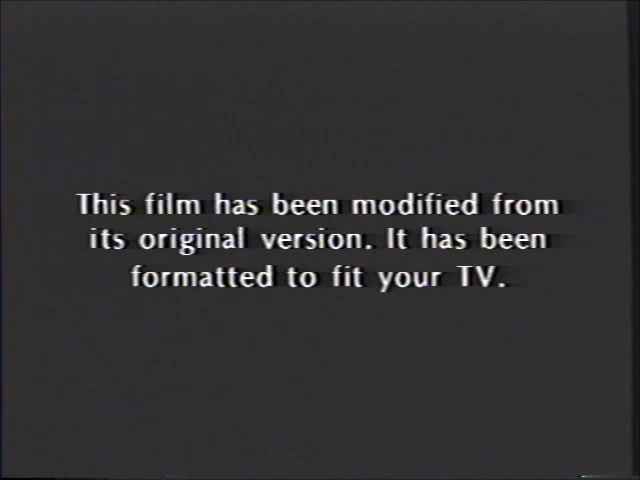 This film has been modified from
its original version. It has been
formatted to fit your TV.